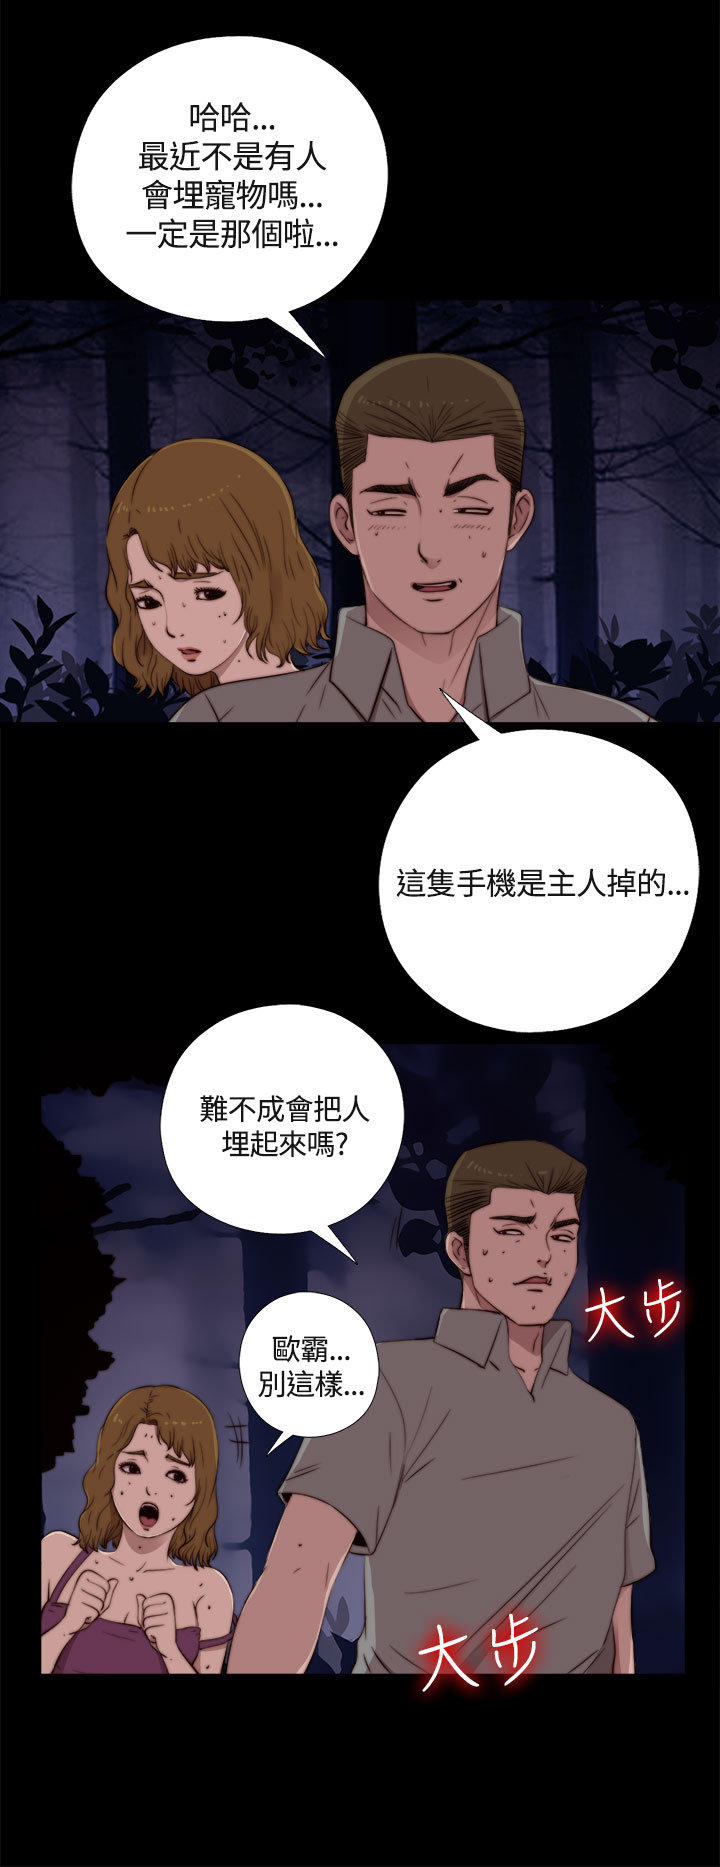 哈哈...
最近不是有人
會埋寵物嗎...
一定是那個啦...
這隻手機是主人掉的...
難不成會把人
埋起來嗎?
大步
歐霸...
別這樣...
大步